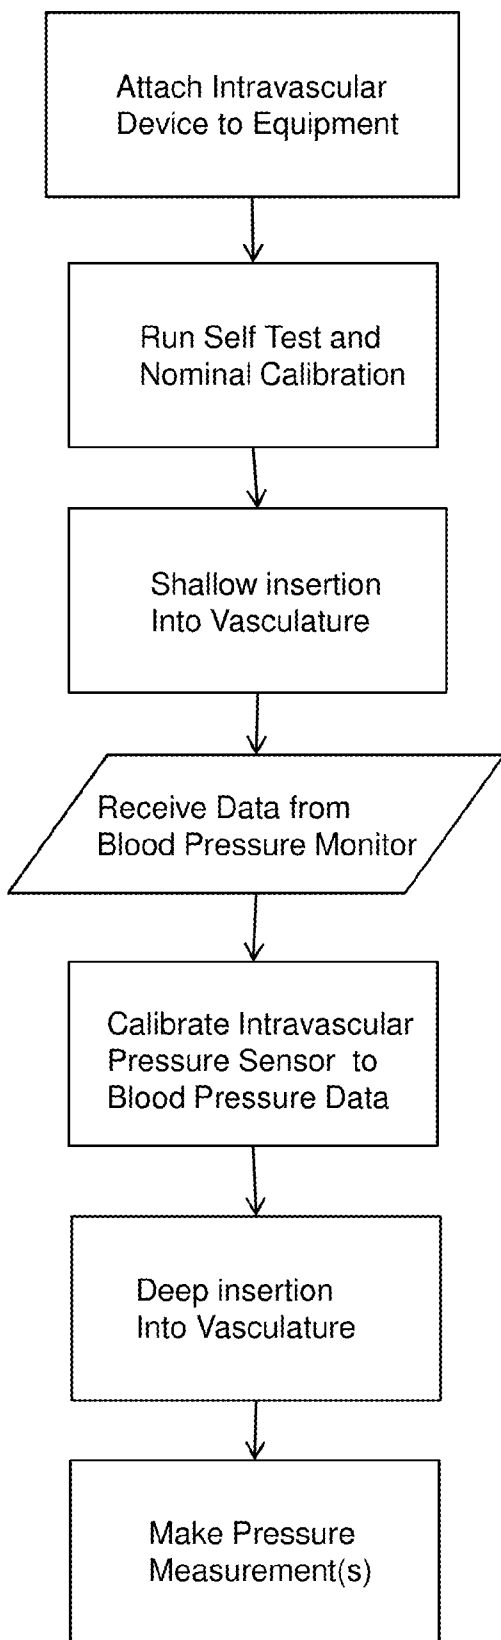 Attach Intravascular
Device to Equipment
Run Self Test and
Nominal Calibration
Shallow insertion
Into Vasculature
Receive Data from
Blood Pressure Monitor
Calibrate Intravascular
Pressure Sensor to
Blood Pressure Data
Deep insertion
Into Vasculature
Make Pressure
Measurement(s)